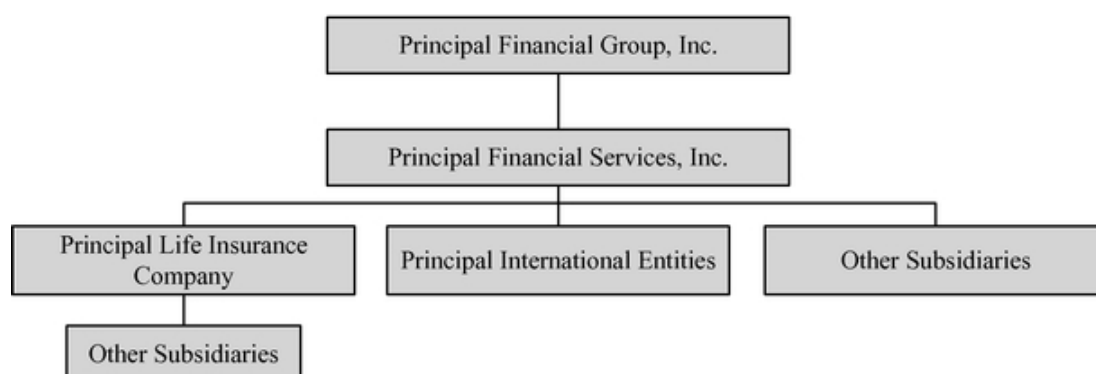 Principal Financial Group, Inc.
Principal Financial Services, Inc.
Principal Life Insurance
Company
Principal International Entities
Other Subsidiaries
Other Subsidiaries